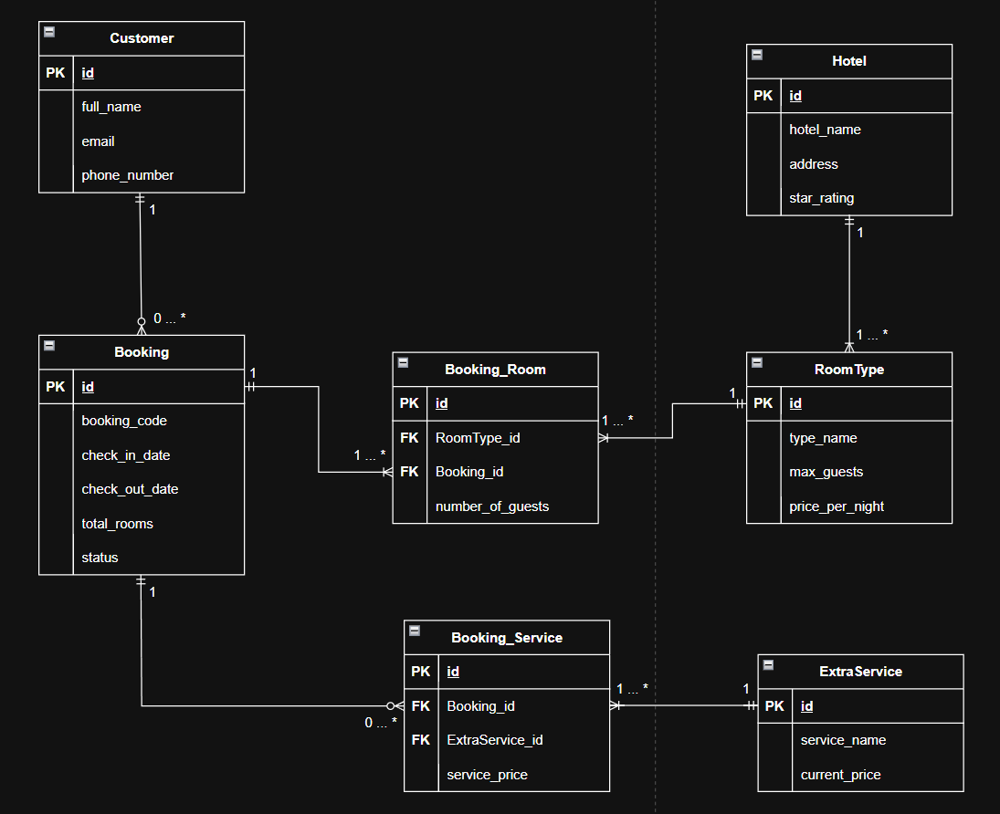 Customer
PK id
full_name
email
phone_number
1
0 ... *
Booking
PK id
booking_code
check_in_date
check_out_date
total_rooms
status
1
1
1 ... *
Booking_Room
PK id
FK RoomType_id
FK Booking_id
number_of_guests
1 ... *
1
Hotel
PK id
hotel_name
address
star_rating
1
1 ... *
RoomType
PK id
type_name
max_guests
price_per_night
0 ... *
Booking_Service
PK id
FK Booking_id
FK ExtraService_id
service_price
1 ... *
1
ExtraService
PK id
service_name
current_price